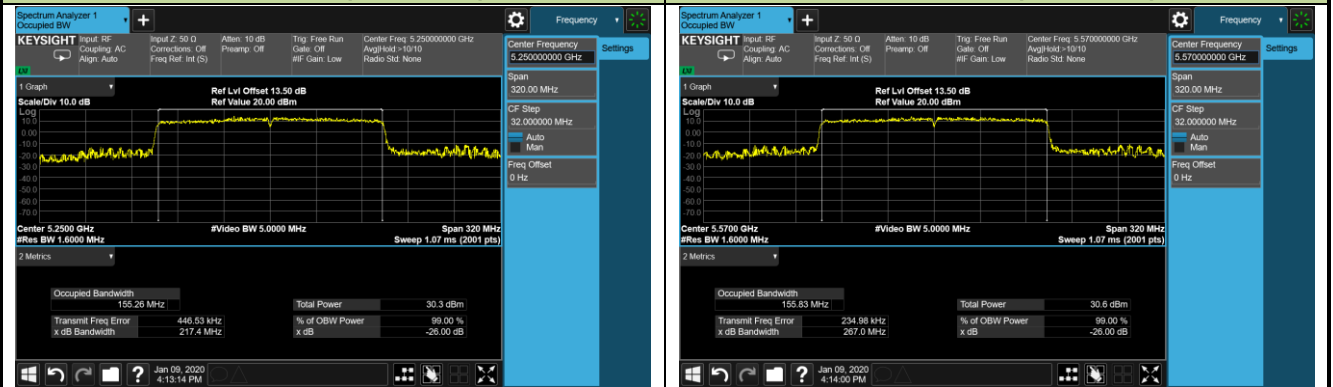 Spectrum Analyzer 1
Occupied BW
+
Frequency
KEYSIGHT
Input: RF
Coupling: AC
Align: Auto
Input Z: 50 Ω
Corrections: Off
Freq Ref: Int (S)
Atten: 10 dB
Preamp: Off
Trig: Free Run
Gate: Off
#IF Gain: Low
Center Freq: 5.250000000 GHz
Avg|Hold:>10/10
Radio Std: None
Center Frequency
5.250000000 GHz
Settings
Span
320.00 MHz
CF Step
32.000000 MHz
Auto
Man
Freq Offset
0 Hz
1 Graph
Scale/Div 10.0 dB
Ref Lvl Offset 13.50 dB
Ref Value 20.00 dBm
Log
10.0
0.00
-10.0
-20.0
-30.0
-40.0
-50.0
-60.0
-70.0
Center 5.2500 GHz
#Res BW 1.6000 MHz
#Video BW 5.0000 MHz
Span 320 MHz
Sweep 1.07 ms (2001 pts)
2 Metrics
Occupied Bandwidth
155.26 MHz
Transmit Freq Error 446.53 kHz
x dB Bandwidth 217.4 MHz
Total Power 30.3 dBm
% of OBW Power 99.00 %
x dB -26.00 dB
?
Jan 09, 2020
4:13:14 PM
Spectrum Analyzer 1
Occupied BW
+
Frequency
KEYSIGHT
Input: RF
Coupling: AC
Align: Auto
Input Z: 50 Ω
Corrections: Off
Freq Ref: Int (S)
Atten: 10 dB
Preamp: Off
Trig: Free Run
Gate: Off
#IF Gain: Low
Center Freq: 5.570000000 GHz
Avg|Hold:>10/10
Radio Std: None
Center Frequency
5.570000000 GHz
Settings
Span
320.00 MHz
CF Step
32.000000 MHz
Auto
Man
Freq Offset
0 Hz
1 Graph
Scale/Div 10.0 dB
Ref Lvl Offset 13.50 dB
Ref Value 20.00 dBm
Log
10.0
0.00
-10.0
-20.0
-30.0
-40.0
-50.0
-60.0
-70.0
Center 5.5700 GHz
#Res BW 1.6000 MHz
#Video BW 5.0000 MHz
Span 320 MHz
Sweep 1.07 ms (2001 pts)
2 Metrics
Occupied Bandwidth
155.83 MHz
Transmit Freq Error 234.98 kHz
x dB Bandwidth 267.0 MHz
Total Power 30.6 dBm
% of OBW Power 99.00 %
x dB -26.00 dB
?
Jan 09, 2020
4:14:00 PM